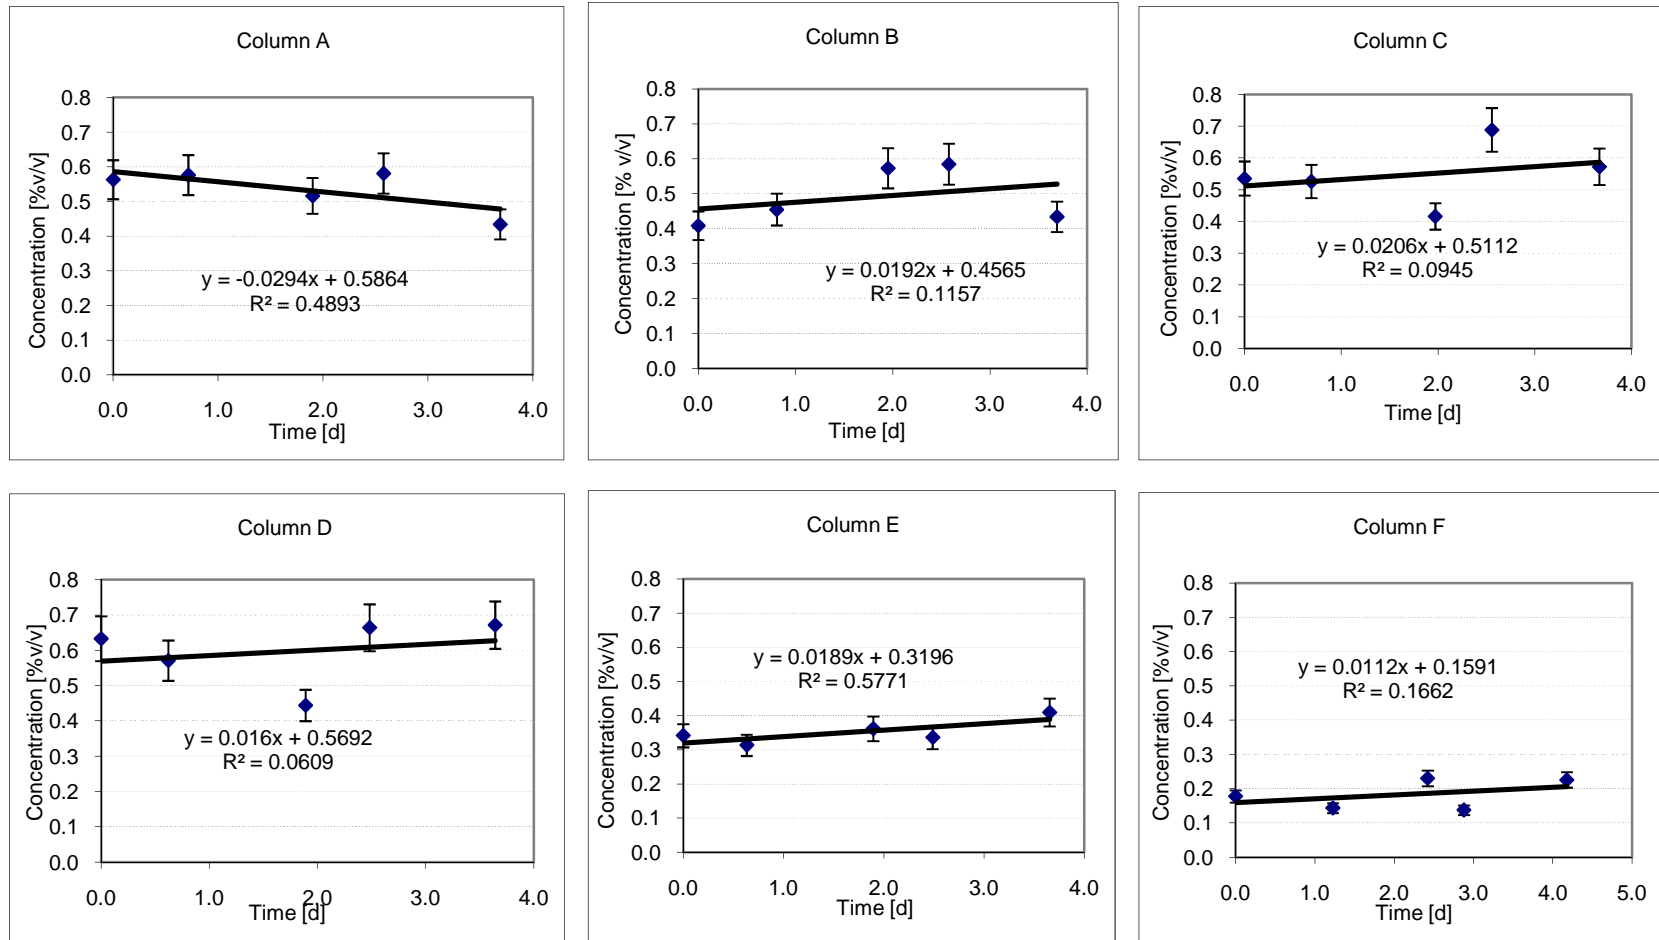 Column A
Concentration [%v/v]
0.8
0.7
0.6
0.5
0.4
0.3
0.2
0.1
0.0
y = -0.0294x + 0.5864
R² = 0.4893
0.0 1.0 2.0 3.0 4.0
Time [d]
Column B
Concentration [% v/v]
0.8
0.7
0.6
0.5
0.4
0.3
0.2
0.1
0.0
y = 0.0192x + 0.4565
R² = 0.1157
0.0 1.0 2.0 3.0 4.0
Time [d]
Column C
Concentration [%v/v]
0.8
0.7
0.6
0.5
0.4
0.3
0.2
0.1
0.0
y = 0.0206x + 0.5112
R² = 0.0945
0.0 1.0 2.0 3.0 4.0
Time [d]
Column D
Concentration [%v/v]
0.8
0.7
0.6
0.5
0.4
0.3
0.2
0.1
0.0
y = 0.016x + 0.5692
R² = 0.0609
0.0 1.0 2.0 3.0 4.0
Time [d]
Column E
Concentration [%v/v]
0.8
0.7
0.6
0.5
0.4
0.3
0.2
0.1
0.0
y = 0.0189x + 0.3196
R² = 0.5771
0.0 1.0 2.0 3.0 4.0
Time [d]
Column F
Concentration [%v/v]
0.8
0.7
0.6
0.5
0.4
0.3
0.2
0.1
0.0
y = 0.0112x + 0.1591
R² = 0.1662
0.0 1.0 2.0 3.0 4.0 5.0
Time [d]